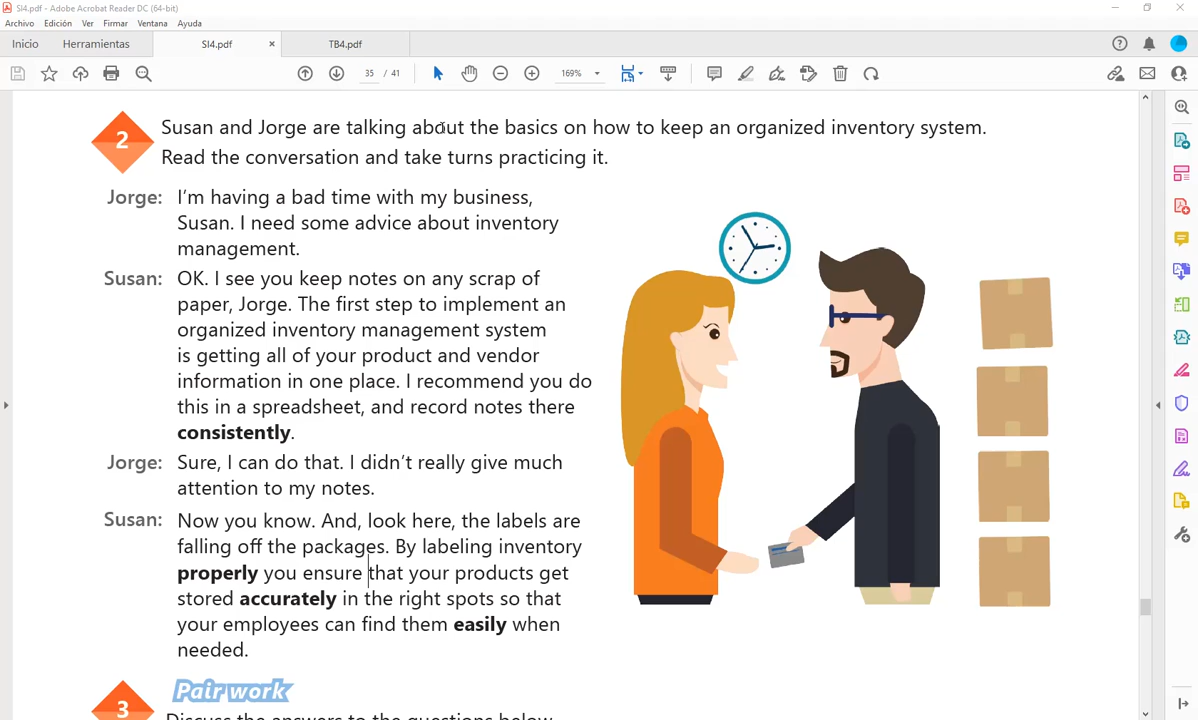 SI4.pdf - Adobe Acrobat Reader DC (64-bit)
Archivo Edición Ver Firmar Ventana Ayuda
Inicio Herramientas SI4.pdf × TB4.pdf
35 / 41 169%
2
Susan and Jorge are talking about the basics on how to keep an organized inventory system.
Read the conversation and take turns practicing it.
Jorge: I'm having a bad time with my business,
Susan. I need some advice about inventory
management.
Susan: OK. I see you keep notes on any scrap of
paper, Jorge. The first step to implement an
organized inventory management system
is getting all of your product and vendor
information in one place. I recommend you do
this in a spreadsheet, and record notes there
consistently.
Jorge: Sure, I can do that. I didn't really give much
attention to my notes.
Susan: Now you know. And, look here, the labels are
falling off the packages. By labeling inventory
properly you ensure that your products get
stored accurately in the right spots so that
your employees can find them easily when
needed.
3 Pair work
Discuss the answers to the questions below